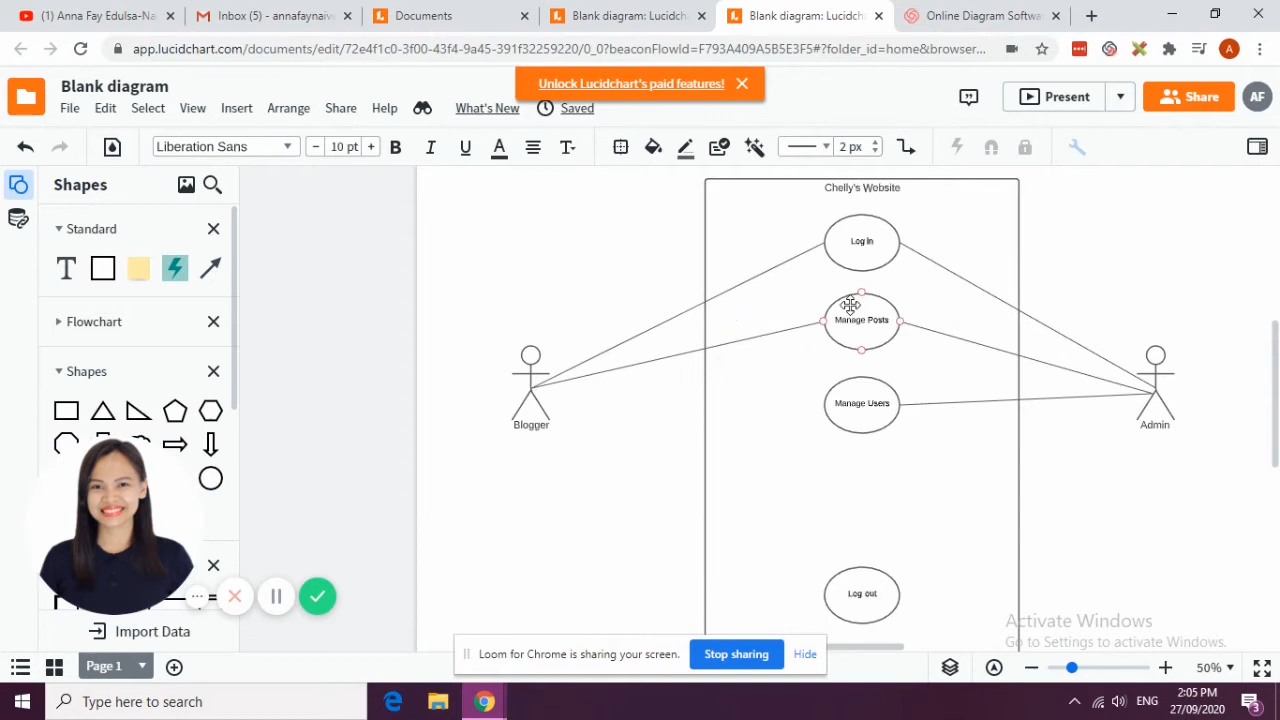 (1) Anna Fay Edulsa-Na
Inbox (5) - annafaynaiv
Documents
Blank diagram: Lucidch
Blank diagram: Lucidch
Online Diagram Softwa
app.lucidchart.com/documents/edit/72e4f1c0-3f00-43f4-9a45-391f32259220/0_0?beaconFlowId=F793A409A5B5E3F5#?folder_id=home&browser...
A
Blank diagram
Unlock Lucidchart's paid features!
File Edit Select View Insert Arrange Share Help What's New Saved
Present
Share
AF
Liberation Sans
10 pt
B I U A T
2 px
Shapes
Standard
T
Flowchart
Shapes
Import Data
Chelly's Website
Log In
Manage Posts
Manage Users
Log out
Blogger
Admin
Activate Windows
Go to Settings to activate Windows.
Loom for Chrome is sharing your screen.
Stop sharing
Hide
Page 1
50%
Type here to search
ENG
2:05 PM
27/09/2020
3